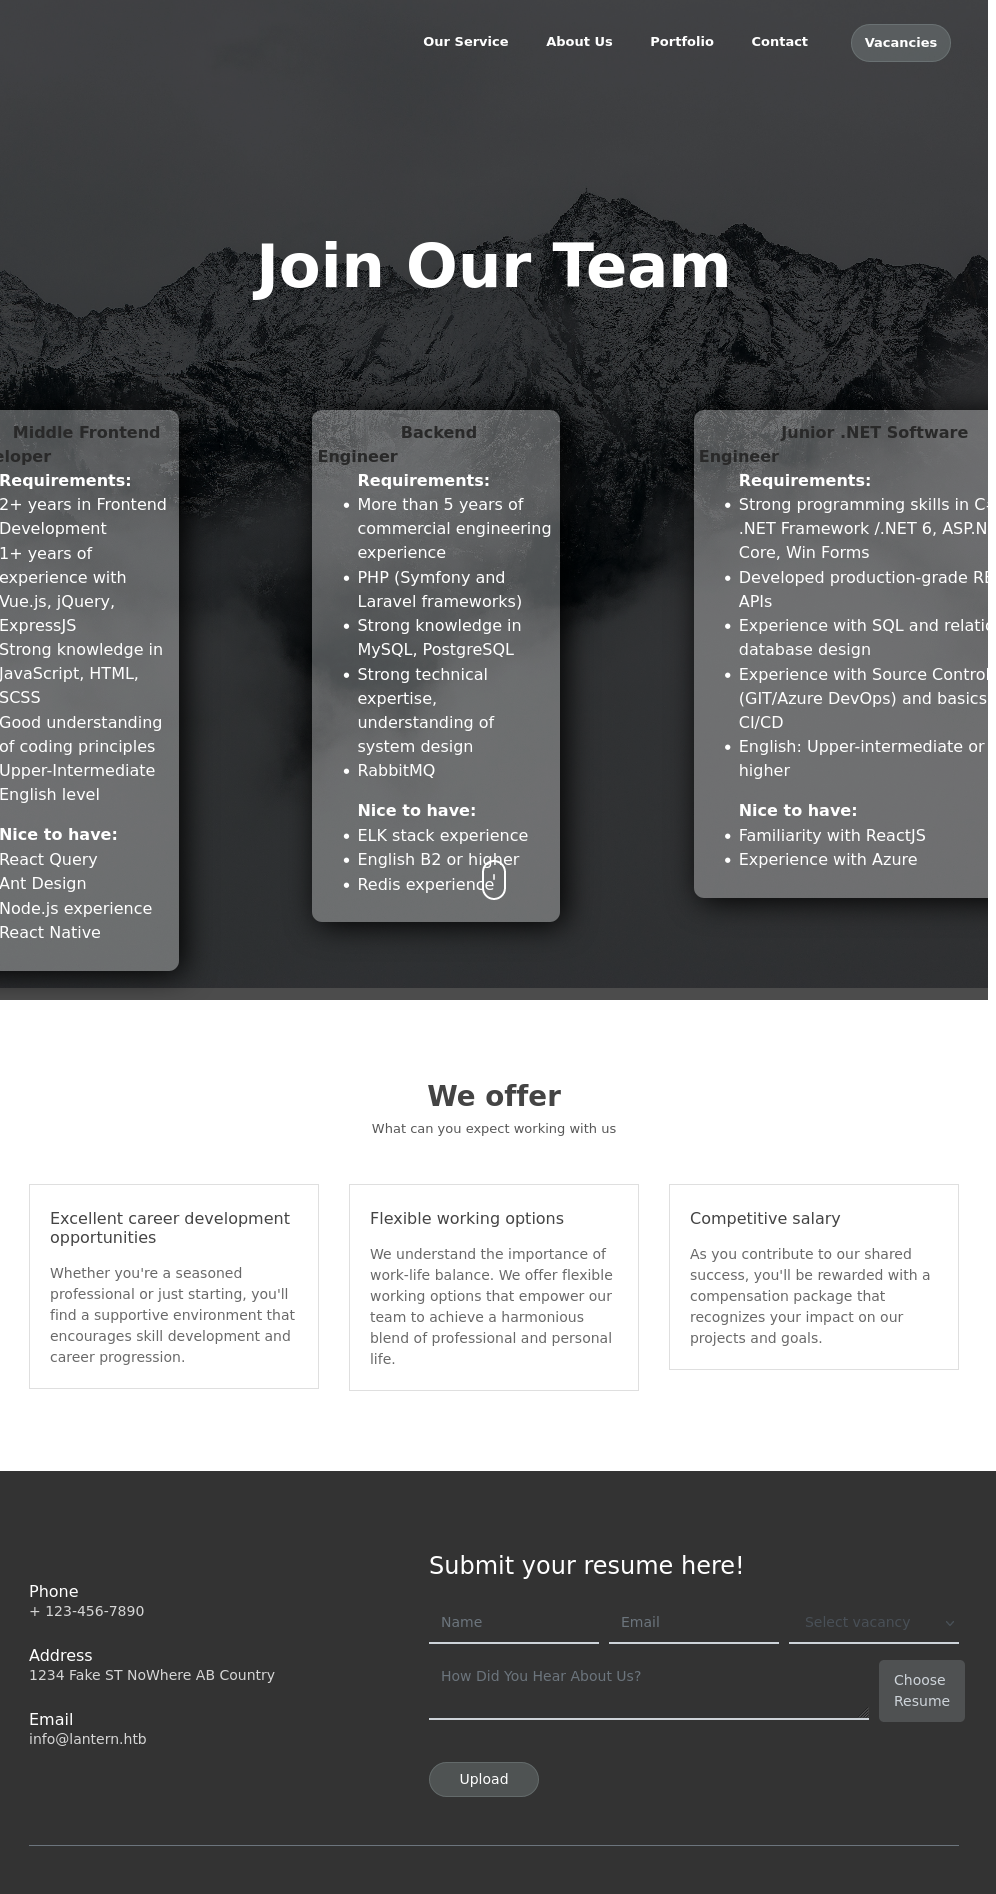 Our Service About Us Portfolio Contact Vacancies
Join Our Team
Middle Frontend
eloper
Requirements:
2+ years in Frontend
Development
1+ years of
experience with
Vue.js, jQuery,
ExpressJS
Strong knowledge in
JavaScript, HTML,
SCSS
Good understanding
of coding principles
Upper-Intermediate
English level
Nice to have:
React Query
Ant Design
Node.js experience
React Native
Backend
Engineer
Requirements:
• More than 5 years of
commercial engineering
experience
• PHP (Symfony and
Laravel frameworks)
• Strong knowledge in
MySQL, PostgreSQL
• Strong technical
expertise,
understanding of
system design
• RabbitMQ
Nice to have:
• ELK stack experience
• English B2 or higher
• Redis experience
Junior .NET Software
Engineer
Requirements:
• Strong programming skills in
.NET Framework /.NET 6, ASP.N
Core, Win Forms
• Developed production-grade RE
APIs
• Experience with SQL and relatio
database design
• Experience with Source Control
(GIT/Azure DevOps) and basics
CI/CD
• English: Upper-intermediate or
higher
Nice to have:
• Familiarity with ReactJS
• Experience with Azure
We offer
What can you expect working with us
Excellent career development
opportunities
Whether you're a seasoned
professional or just starting, you'll
find a supportive environment that
encourages skill development and
career progression.
Flexible working options
We understand the importance of
work-life balance. We offer flexible
working options that empower our
team to achieve a harmonious
blend of professional and personal
life.
Competitive salary
As you contribute to our shared
success, you'll be rewarded with a
compensation package that
recognizes your impact on our
projects and goals.
Phone
+ 123-456-7890
Address
1234 Fake ST NoWhere AB Country
Email
info@lantern.htb
Submit your resume here!
Name Email Select vacancy
How Did You Hear About Us?
Choose
Resume
Upload